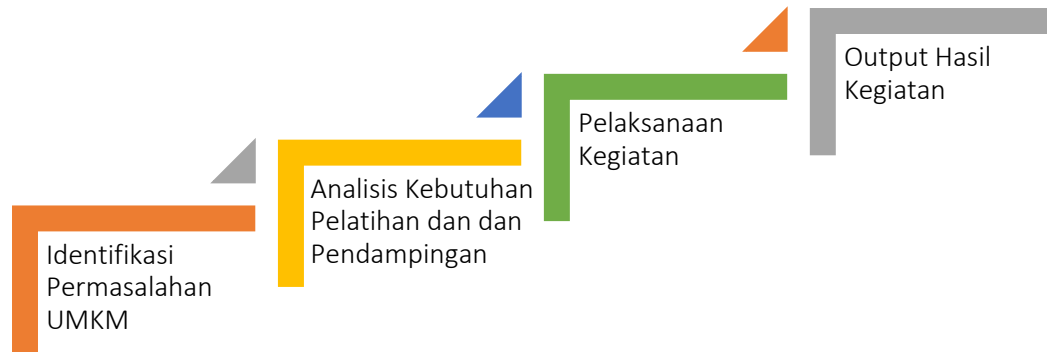 Identifikasi
Permasalahan
UMKM
Analisis Kebutuhan
Pelatihan dan dan
Pendampingan
Pelaksanaan
Kegiatan
Output Hasil
Kegiatan